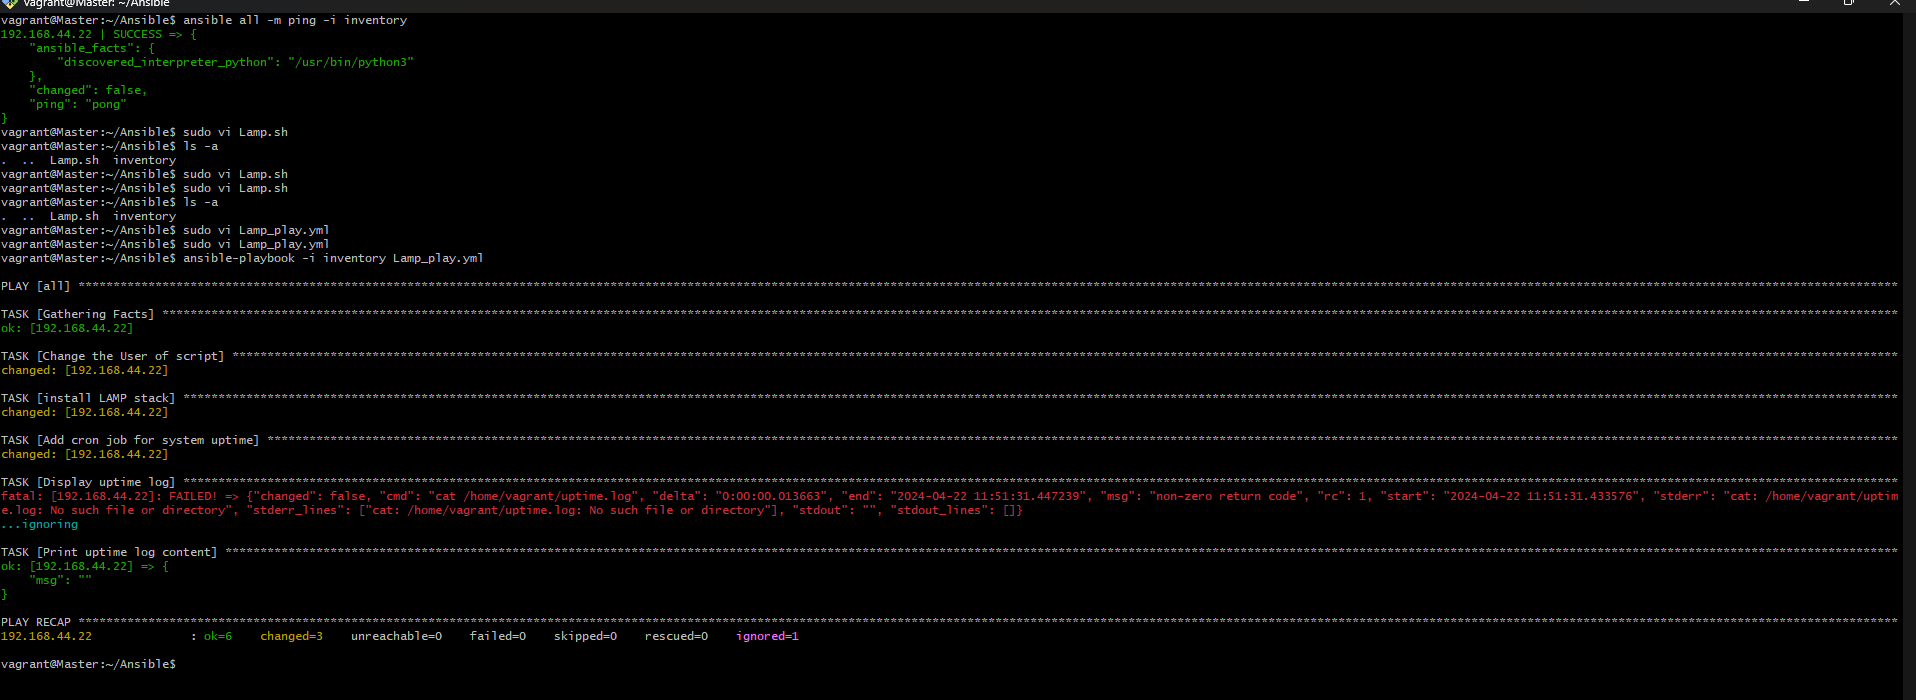 vagrant@Master: ~/Ansible
vagrant@Master:~/Ansible$ ansible all -m ping -i inventory
192.168.44.22 | SUCCESS => {
    "ansible_facts": {
        "discovered_interpreter_python": "/usr/bin/python3"
    },
    "changed": false,
    "ping": "pong"
}
vagrant@Master:~/Ansible$ sudo vi Lamp.sh
vagrant@Master:~/Ansible$ ls -a
.  ..  Lamp.sh  inventory
vagrant@Master:~/Ansible$ sudo vi Lamp.sh
vagrant@Master:~/Ansible$ sudo vi Lamp.sh
vagrant@Master:~/Ansible$ ls -a
.  ..  Lamp.sh  inventory
vagrant@Master:~/Ansible$ sudo vi Lamp_play.yml
vagrant@Master:~/Ansible$ sudo vi Lamp_play.yml
vagrant@Master:~/Ansible$ ansible-playbook -i inventory Lamp_play.yml
PLAY [all] ****
TASK [Gathering Facts] ****
ok: [192.168.44.22]
TASK [Change the User of script] ****
changed: [192.168.44.22]
TASK [install LAMP stack] ****
changed: [192.168.44.22]
TASK [Add cron job for system uptime] ****
changed: [192.168.44.22]
TASK [Display uptime log] ****
fatal: [192.168.44.22]: FAILED! => {"changed": false, "cmd": "cat /home/vagrant/uptime.log", "delta": "0:00:00.013663", "end": "2024-04-22 11:51:31.447239", "msg": "non-zero return code", "rc": 1, "start": "2024-04-22 11:51:31.433576", "stderr": "cat: /home/vagrant/uptim
e.log: No such file or directory", "stderr_lines": ["cat: /home/vagrant/uptime.log: No such file or directory"], "stdout": "", "stdout_lines": []}
...ignoring
TASK [Print uptime log content] ****
ok: [192.168.44.22] => {
    "msg": ""
}
PLAY RECAP ****
192.168.44.22              : ok=6    changed=3    unreachable=0    failed=0    skipped=0    rescued=0    ignored=1
vagrant@Master:~/Ansible$